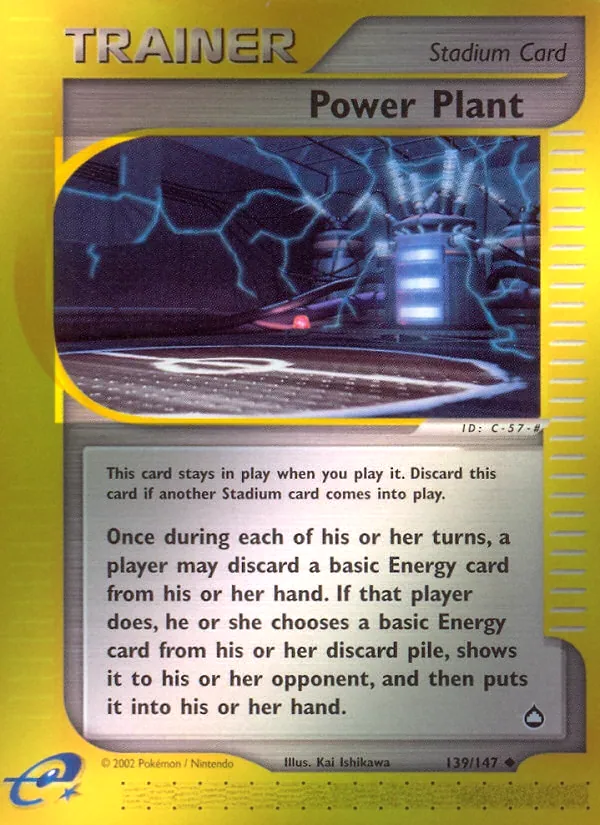 TRAINER
Stadium Card
Power Plant
ID: C-57-#
This card stays in play when you play it. Discard this
card if another Stadium card comes into play.
Once during each of his or her turns, a
player may discard a basic Energy card
from his or her hand. If that player
does, he or she chooses a basic Energy
card from his or her discard pile, shows
it to his or her opponent, and then puts
it into his or her hand.
© 2002 Pokémon / Nintendo
Illus. Kai Ishikawa
139/147 ◆
e